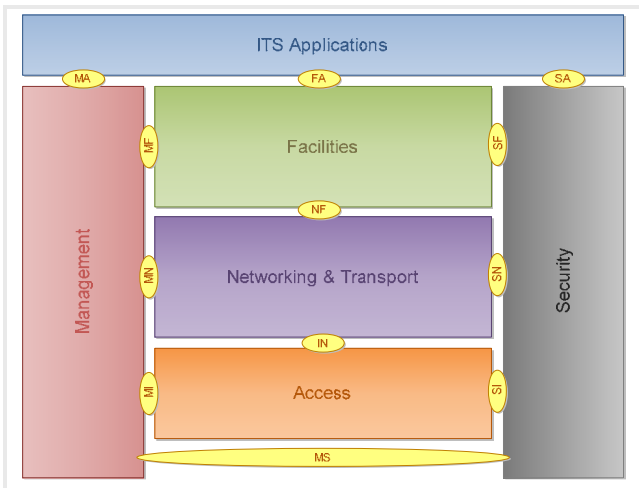 ITS Applications
MA
FA
SA
MF
Facilities
SF
NF
Management
MN
Networking & Transport
SN
Security
IN
MI
Access
SI
MS